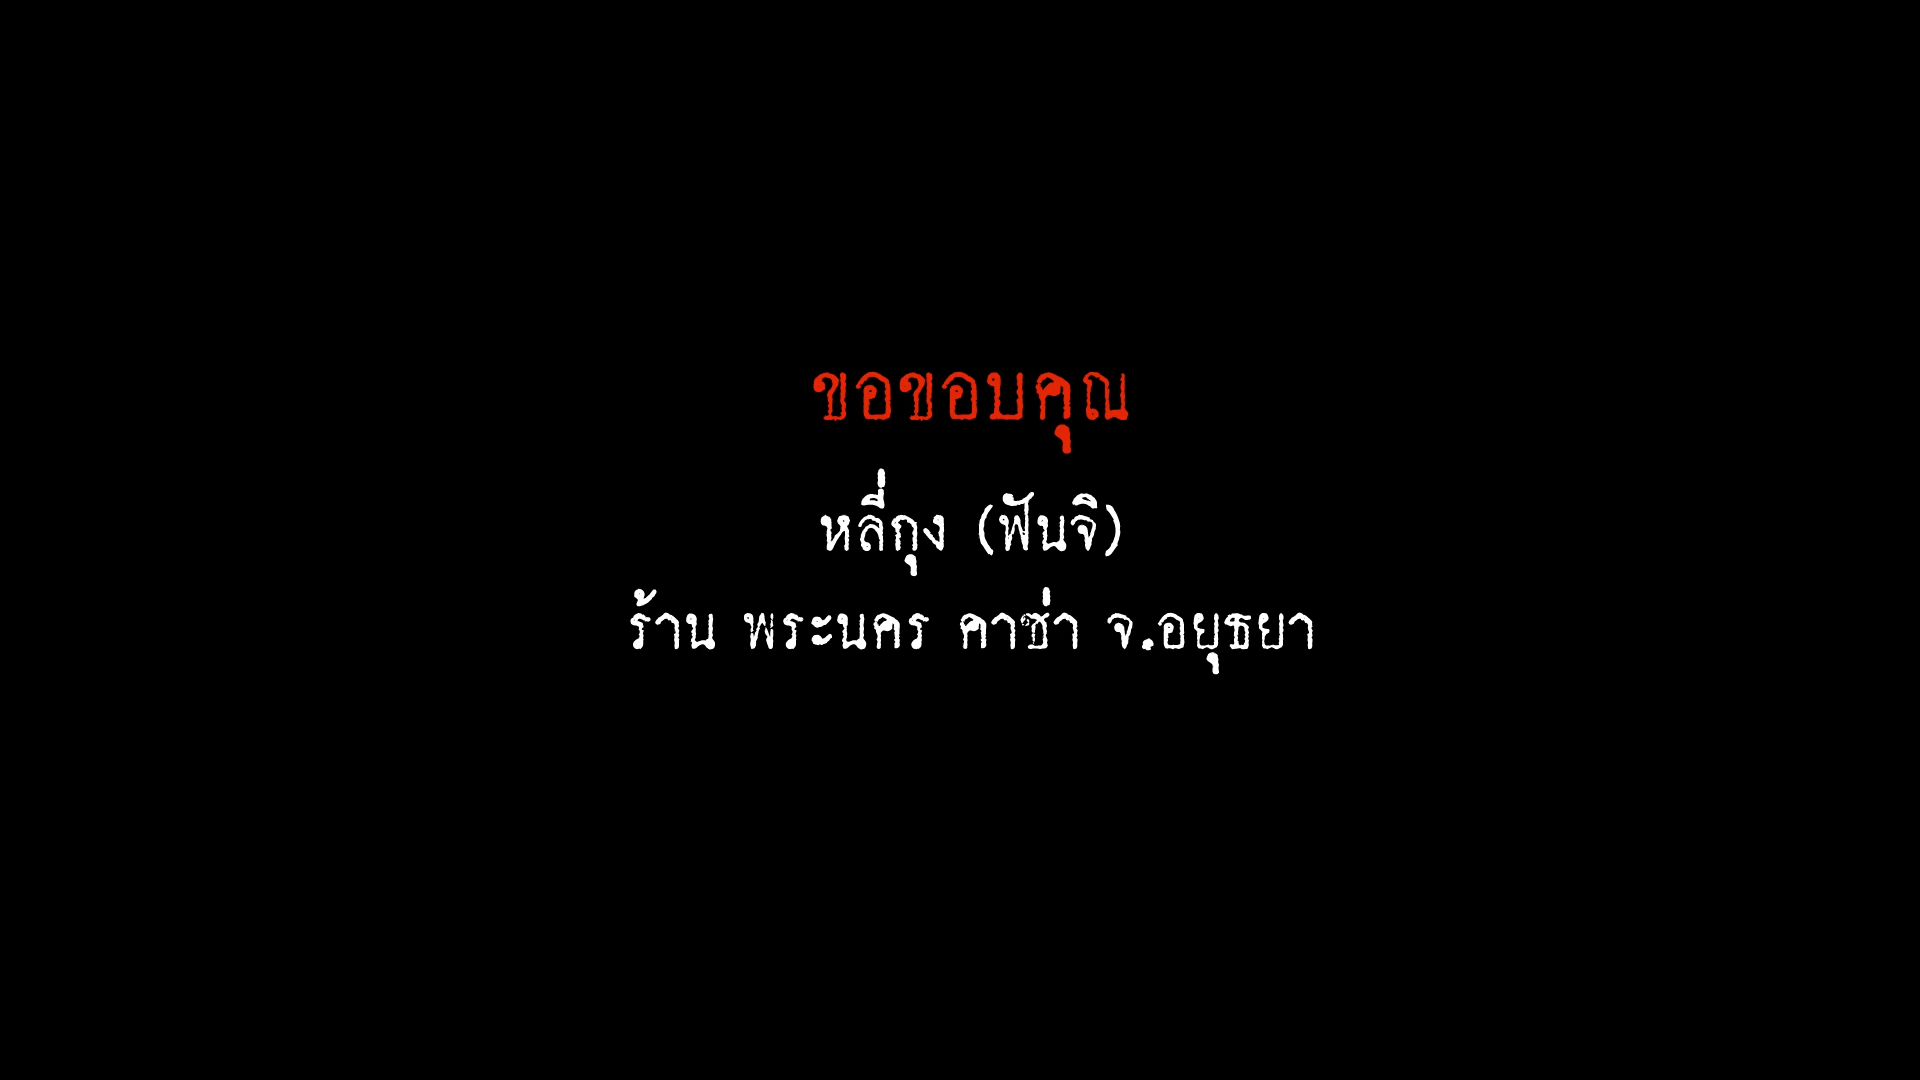 ขอขอบคุณ
หลี่กุง (ฟันจิ)
ร้าน พระนคร คาซ่า จ.อยุธยา